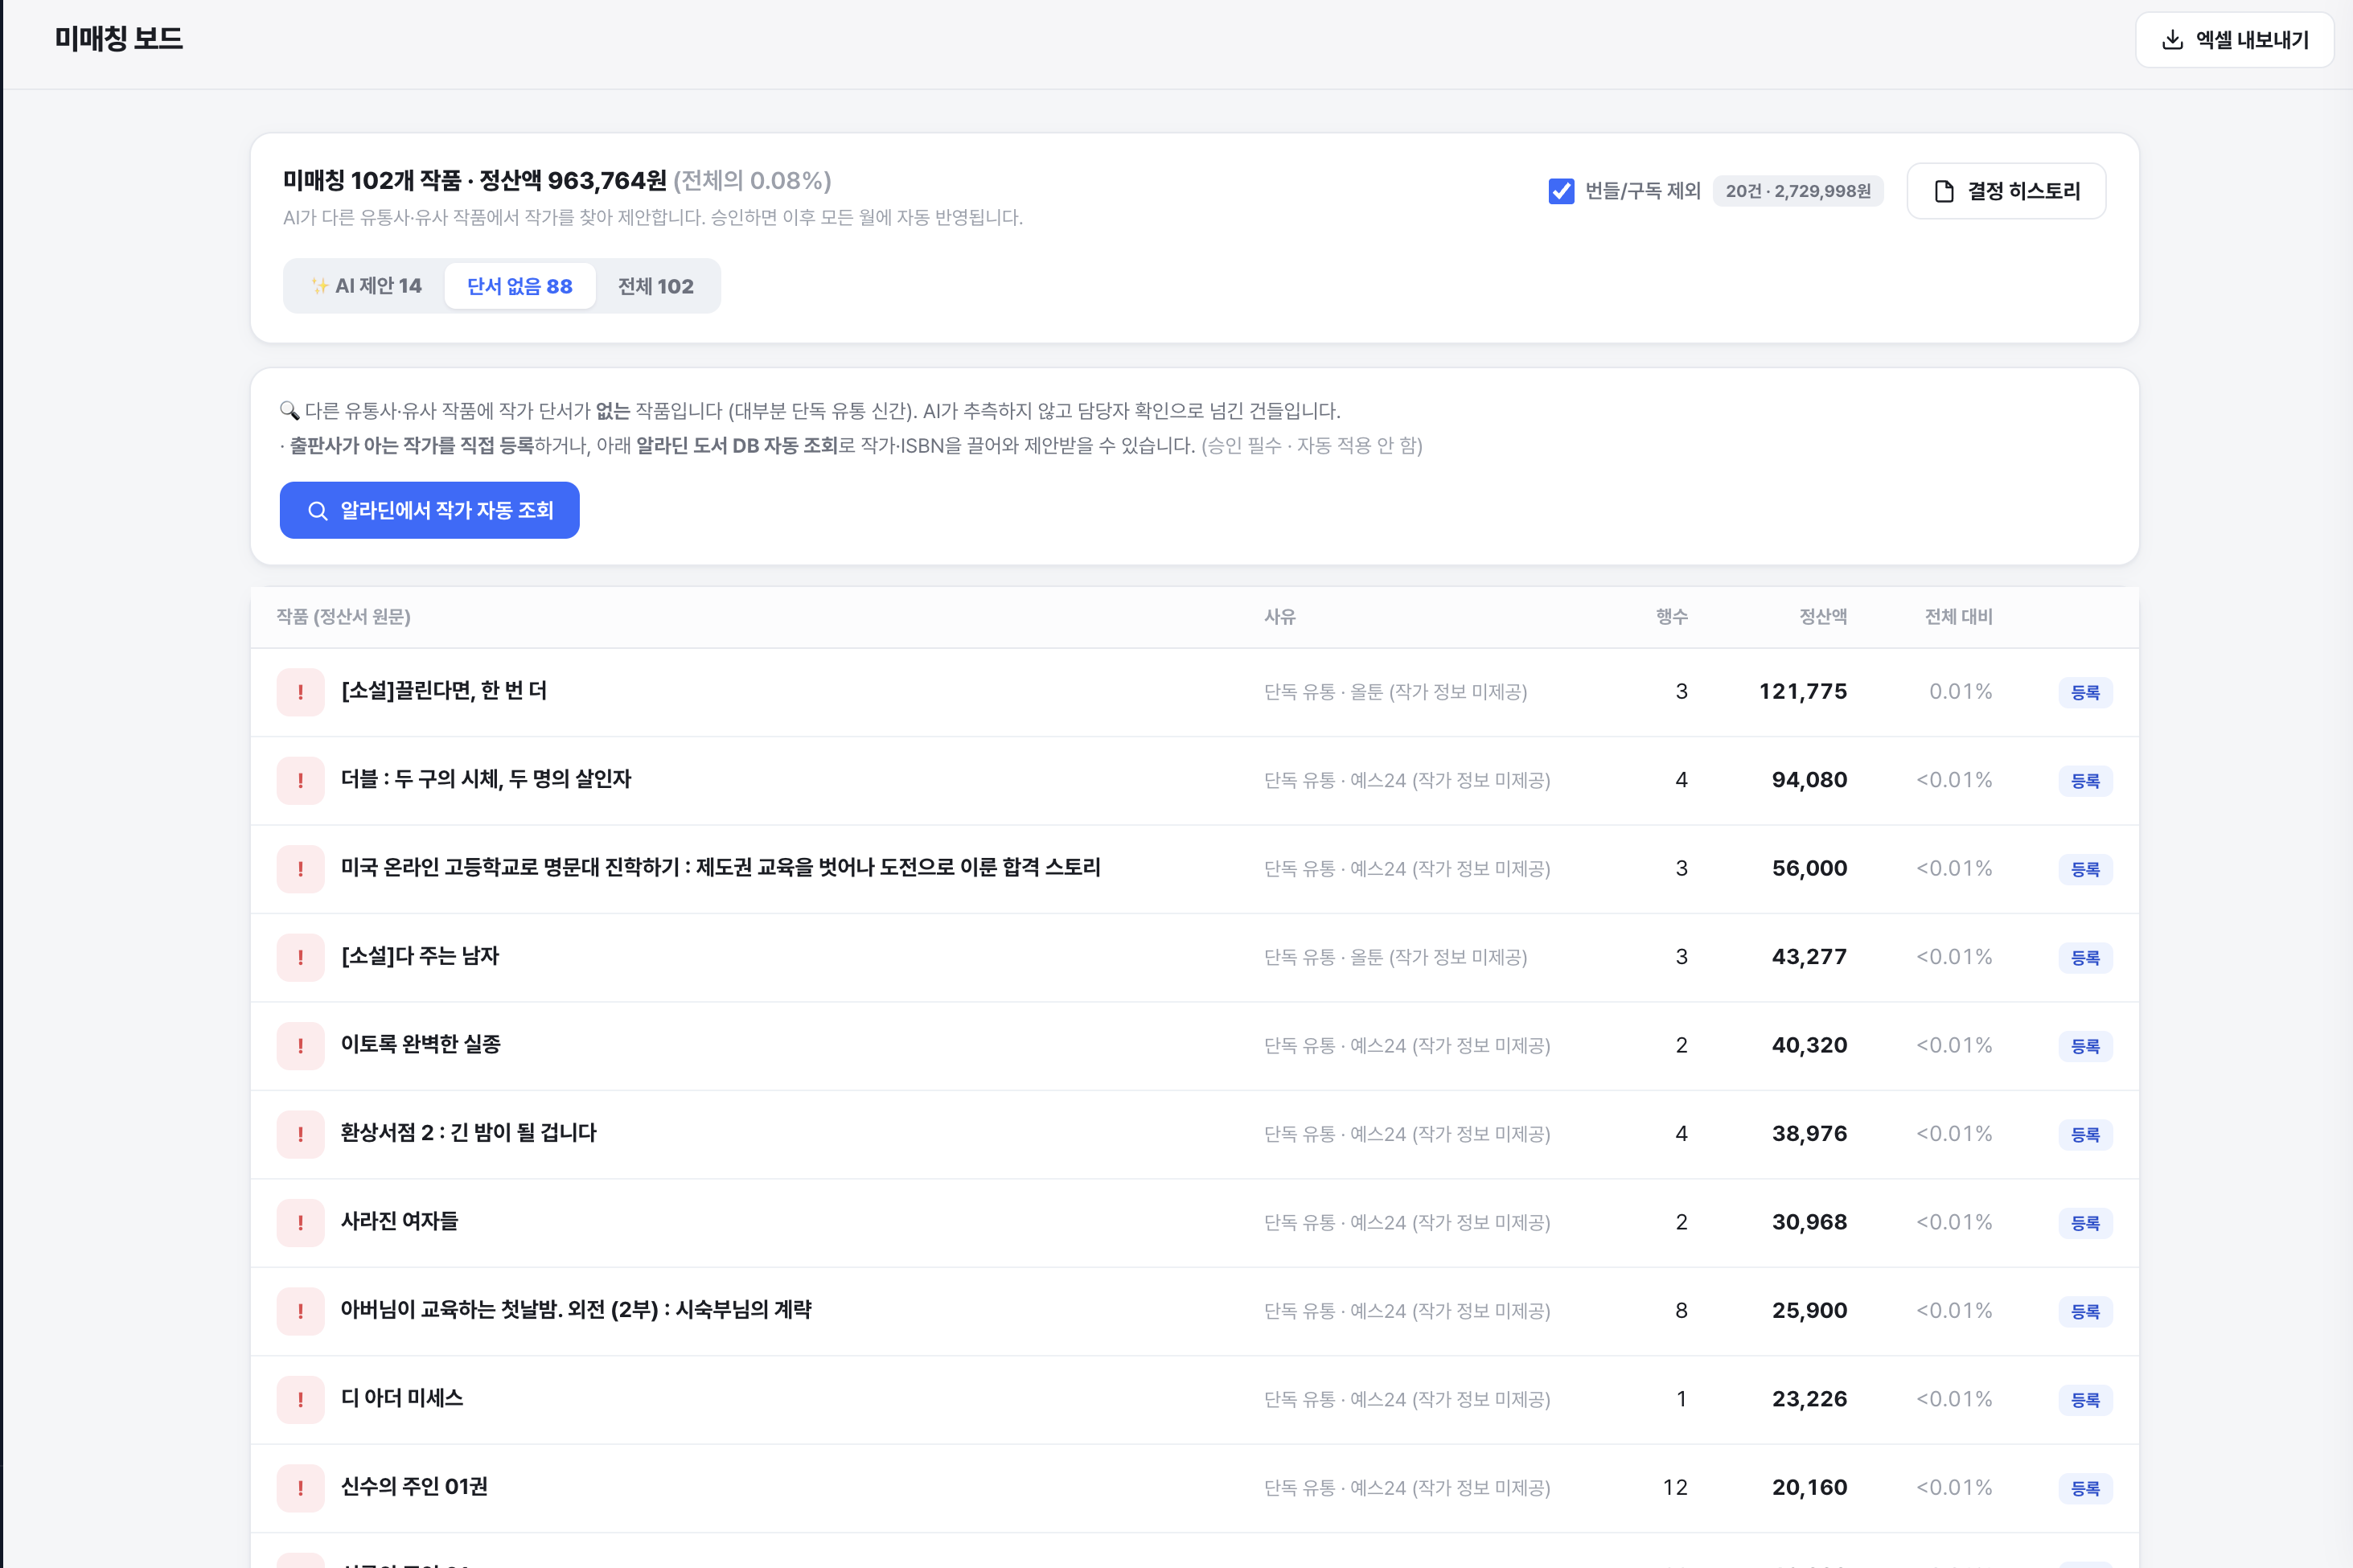 미매칭 보드
엑셀 내보내기
미매칭 102개 작품 · 정산액 963,764원 (전체의 0.08%)
AI가 다른 유통사·유사 작품에서 작가를 찾아 제안합니다. 승인하면 이후 모든 월에 자동 반영됩니다.
번들/구독 제외 20건 · 2,729,998원 결정 히스토리
✨ AI 제안 14 단서 없음 88 전체 102
🔍 다른 유통사·유사 작품에 작가 단서가 없는 작품입니다 (대부분 단독 유통 신간). AI가 추측하지 않고 담당자 확인으로 넘긴 건들입니다.
· 출판사가 아는 작가를 직접 등록하거나, 아래 알라딘 도서 DB 자동 조회로 작가·ISBN을 끌어와 제안받을 수 있습니다. (승인 필수 · 자동 적용 안 함)
알라딘에서 작가 자동 조회
작품 (정산서 원문) 사유 행수 정산액 전체 대비
! [소설]끌린다면, 한 번 더 단독 유통 · 올툰 (작가 정보 미제공) 3 121,775 0.01% 등록
! 더블 : 두 구의 시체, 두 명의 살인자 단독 유통 · 예스24 (작가 정보 미제공) 4 94,080 <0.01% 등록
! 미국 온라인 고등학교로 명문대 진학하기 : 제도권 교육을 벗어나 도전으로 이룬 합격 스토리 단독 유통 · 예스24 (작가 정보 미제공) 3 56,000 <0.01% 등록
! [소설]다 주는 남자 단독 유통 · 올툰 (작가 정보 미제공) 3 43,277 <0.01% 등록
! 이토록 완벽한 실종 단독 유통 · 예스24 (작가 정보 미제공) 2 40,320 <0.01% 등록
! 환상서점 2 : 긴 밤이 될 겁니다 단독 유통 · 예스24 (작가 정보 미제공) 4 38,976 <0.01% 등록
! 사라진 여자들 단독 유통 · 예스24 (작가 정보 미제공) 2 30,968 <0.01% 등록
! 아버님이 교육하는 첫날밤. 외전 (2부) : 시숙부님의 계략 단독 유통 · 예스24 (작가 정보 미제공) 8 25,900 <0.01% 등록
! 디 아더 미세스 단독 유통 · 예스24 (작가 정보 미제공) 1 23,226 <0.01% 등록
! 신수의 주인 01권 단독 유통 · 예스24 (작가 정보 미제공) 12 20,160 <0.01% 등록